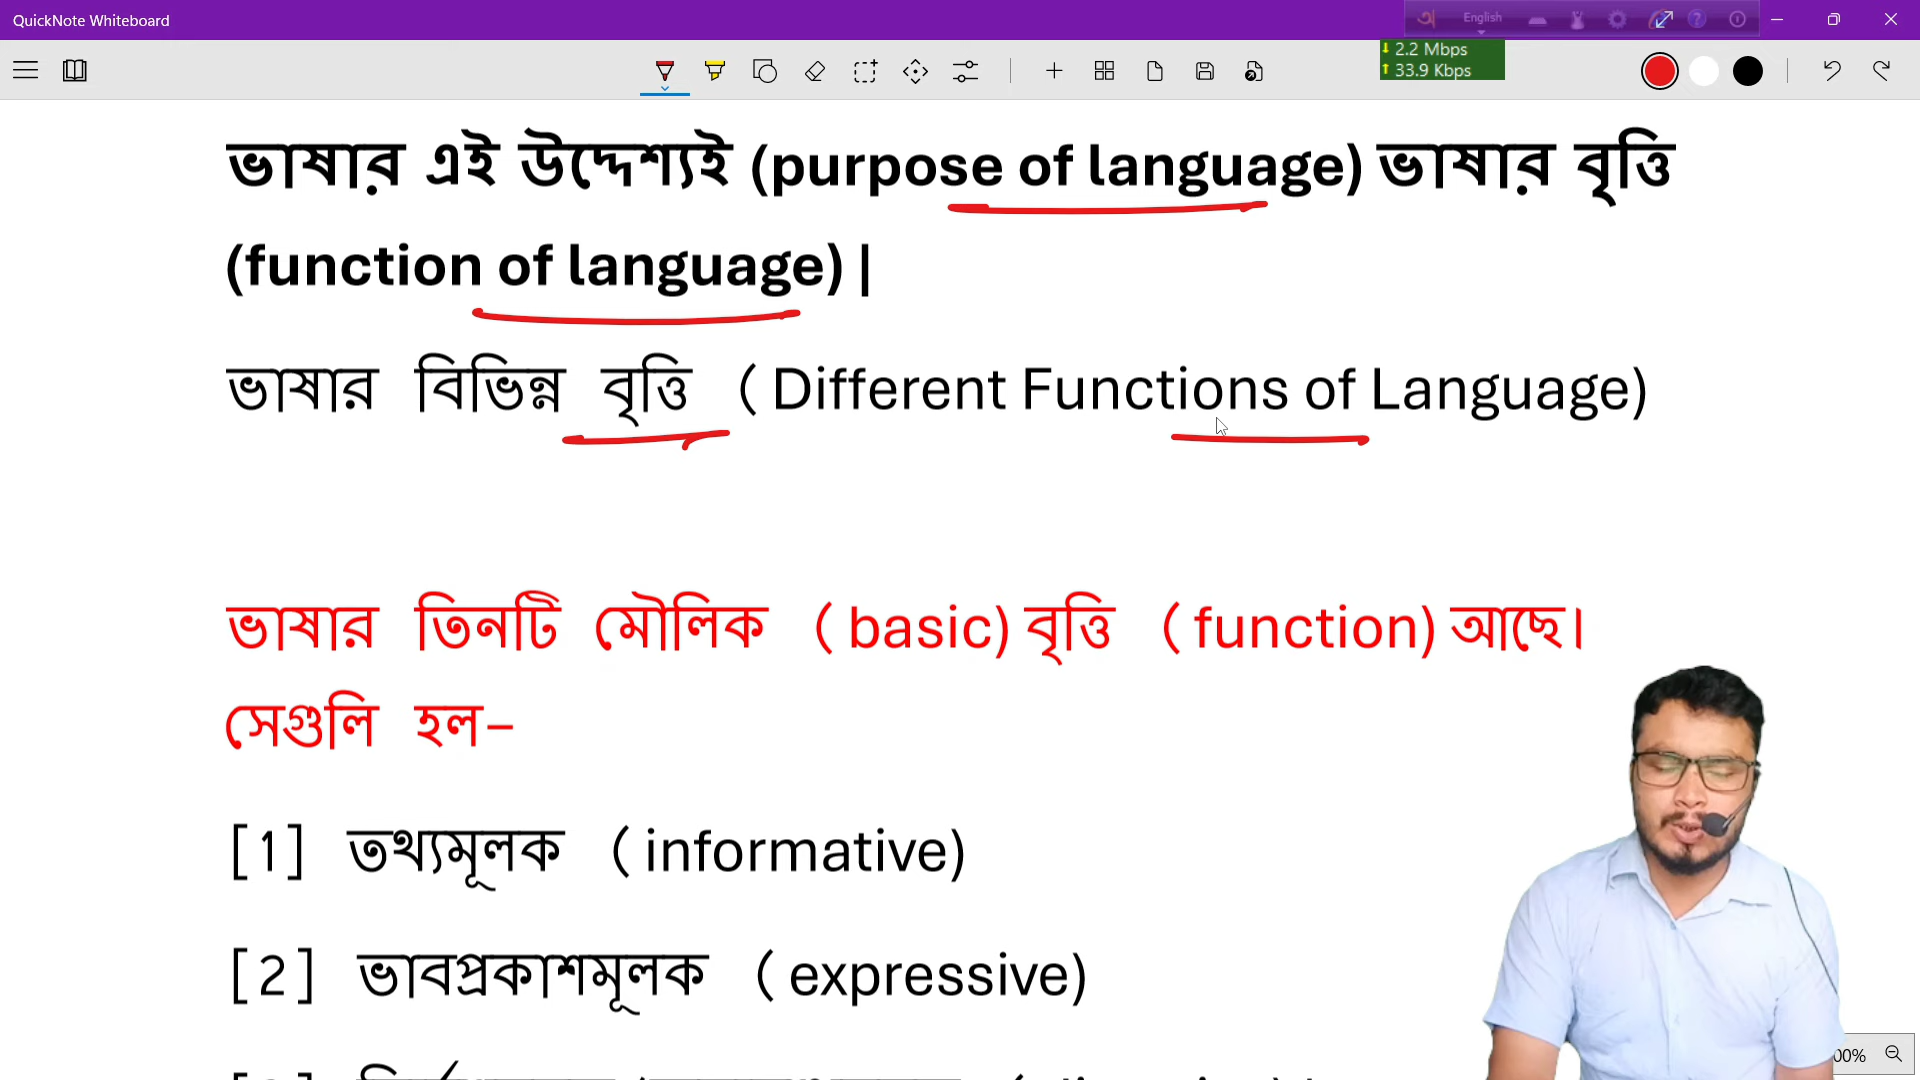 QuickNote Whiteboard
English
2.2 Mbps
33.9 Kbps
ভাষার এই উদ্দেশ্যই (purpose of language) ভাষার বৃত্তি
(function of language) |
ভাষার বিভিন্ন বৃত্তি ( Different Functions of Language)
ভাষার তিনটি মৌলিক ( basic) বৃত্তি ( function) আছে।
সেগুলি হল–
[1] তথ্যমূলক ( informative)
[2] ভাবপ্রকাশমূলক ( expressive)
00%